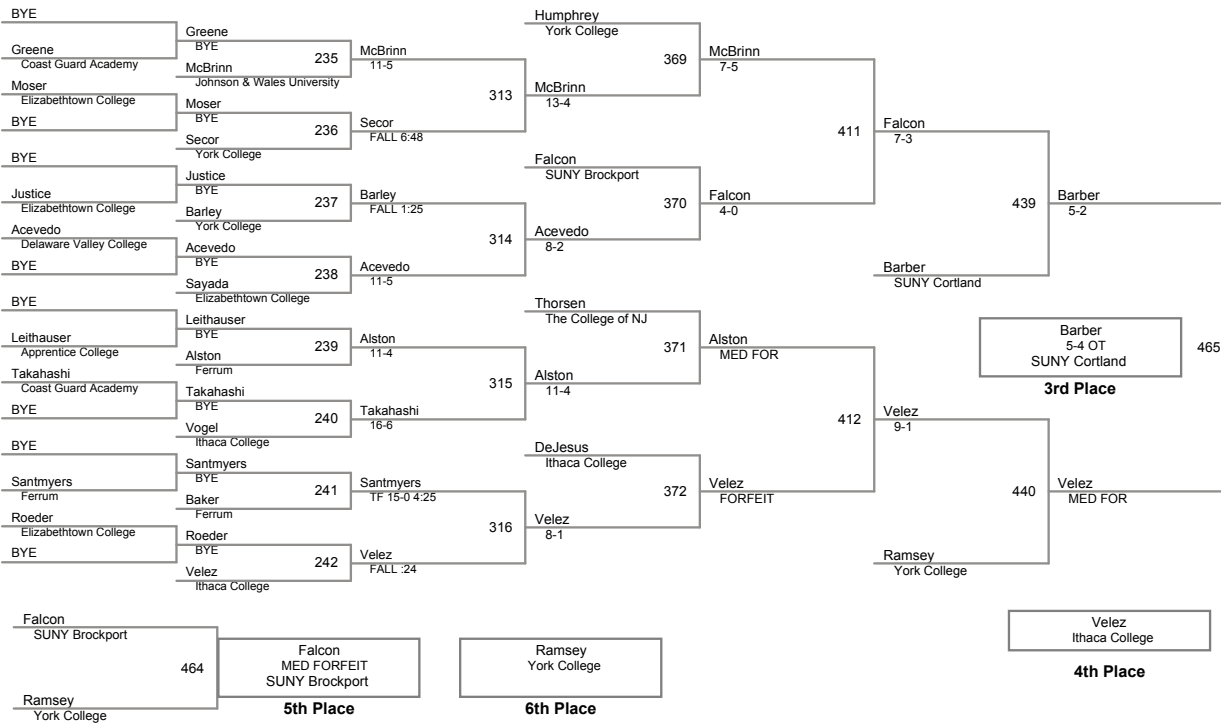 BYE
Greene
Coast Guard Academy
Moser
Elizabethtown College
BYE
BYE
Justice
Elizabethtown College
Acevedo
Delaware Valley College
BYE
BYE
Leithauser
Apprentice College
Takahashi
Coast Guard Academy
BYE
BYE
Santmyers
Ferrum
Roeder
Elizabethtown College
BYE
Greene
BYE
235
McBrinn
Johnson & Wales University
Moser
BYE
236
Secor
York College
Justice
BYE
237
Barley
York College
Acevedo
BYE
238
Sayada
Elizabethtown College
Leithauser
BYE
239
Alston
Ferrum
Takahashi
BYE
240
Vogel
Ithaca College
Santmyers
BYE
241
Baker
Ferrum
Roeder
BYE
242
Velez
Ithaca College
McBrinn
11-5
313
Secor
FALL 6:48
Barley
FALL 1:25
314
Acevedo
11-5
Alston
11-4
315
Takahashi
16-6
Santmyers
TF 15-0 4:25
316
Velez
FALL :24
Humphrey
York College
369
McBrinn
13-4
Falcon
SUNY Brockport
370
Acevedo
8-2
Thorsen
The College of NJ
371
Alston
11-4
DeJesus
Ithaca College
372
Velez
8-1
McBrinn
7-5
411
Falcon
4-0
Alston
MED FOR
412
Velez
FORFEIT
Falcon
7-3
439
Barber
SUNY Cortland
Velez
9-1
440
Ramsey
York College
Barber
5-2
Barber
5-4 OT
SUNY Cortland
465
3rd Place
Velez
MED FOR
Velez
Ithaca College
4th Place
Falcon
SUNY Brockport
464
Ramsey
York College
Falcon
MED FORFEIT
SUNY Brockport
5th Place
Ramsey
York College
6th Place